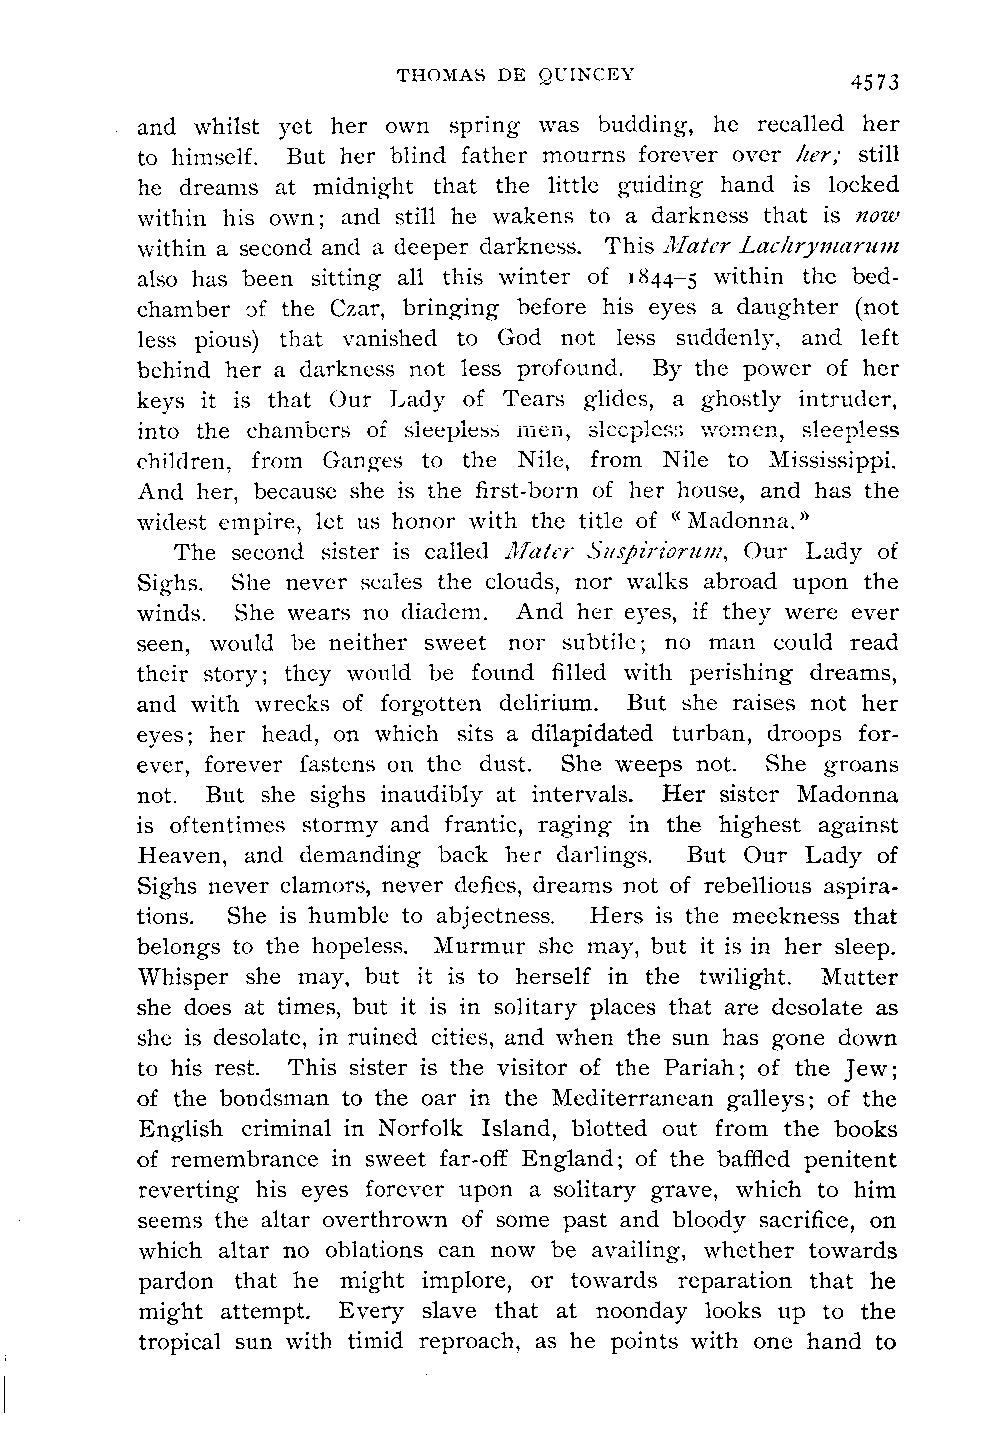 THOMAS DE QUINCEY
4573
and whilst yet her own spring was budding, he recalled her
to himself. But her blind father mourns forever over her; still
he dreams at midnight that the little guiding hand is locked
within his own; and still he wakens to a darkness that is now
within a second and a deeper darkness. This Mater Lachrymarum
also has been sitting all this winter of 1844–5 within the bed-
chamber of the Czar, bringing before his eyes a daughter (not
less pious) that vanished to God not less suddenly, and left
behind her a darkness not less profound. By the power of her
keys it is that Our Lady of Tears glides, a ghostly intruder,
into the chambers of sleepless men, sleepless women, sleepless
children, from Ganges to the Nile, from Nile to Mississippi.
And her, because she is the first-born of her house, and has the
widest empire, let us honor with the title of «Madonna.»
The second sister is called Mater Suspiriorum, Our Lady of
Sighs. She never scales the clouds, nor walks abroad upon the
winds. She wears no diadem. And her eyes, if they were ever
seen, would be neither sweet nor subtile; no man could read
their story; they would be found filled with perishing dreams,
and with wrecks of forgotten delirium. But she raises not her
eyes; her head, on which sits a dilapidated turban, droops for-
ever, forever fastens on the dust. She weeps not. She groans
not. But she sighs inaudibly at intervals. Her sister Madonna
is oftentimes stormy and frantic, raging in the highest against
Heaven, and demanding back her darlings. But Our Lady of
Sighs never clamors, never defies, dreams not of rebellious aspira-
tions. She is humble to abjectness. Hers is the meekness that
belongs to the hopeless. Murmur she may, but it is in her sleep.
Whisper she may, but it is to herself in the twilight. Mutter
she does at times, but it is in solitary places that are desolate as
she is desolate, in ruined cities, and when the sun has gone down
to his rest. This sister is the visitor of the Pariah; of the Jew;
of the bondsman to the oar in the Mediterranean galleys; of the
English criminal in Norfolk Island, blotted out from the books
of remembrance in sweet far-off England; of the baffled penitent
reverting his eyes forever upon a solitary grave, which to him
seems the altar overthrown of some past and bloody sacrifice, on
which altar no oblations can now be availing, whether towards
pardon that he might implore, or towards reparation that he
might attempt. Every slave that at noonday looks up to the
tropical sun with timid reproach, as he points with one hand to